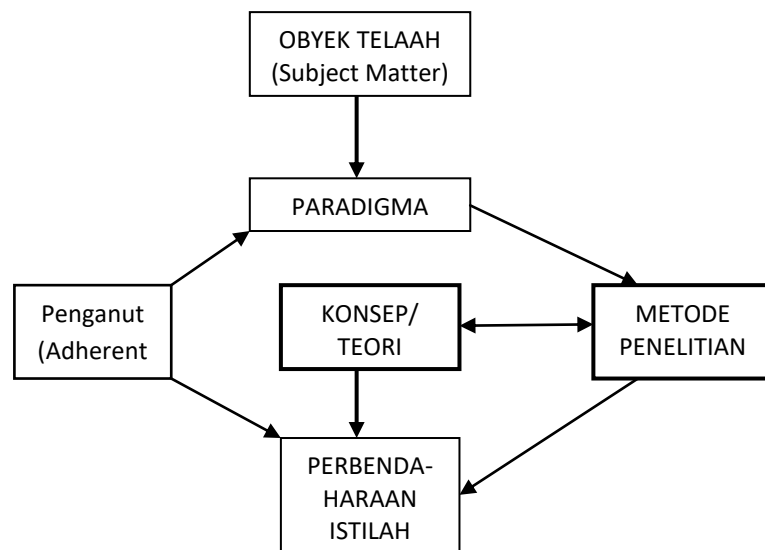 OBYEK TELAAH
(Subject Matter)
PARADIGMA
Penganut
(Adherent
KONSEP/
TEORI
METODE
PENELITIAN
PERBENDA-
HARAAN
ISTILAH